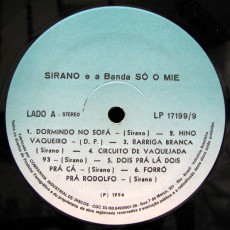 SIRANO e a Banda SÓ O MIE
LADO A - STEREO
LP 17199/9
1. DORMINDO NO SOFÁ - (Sirano) - 2. HINO
VAQUEIRO - (D. P.) - 3. BARRIGA BRANCA
(Sirano) - 4. CIRCUITO DE VAQUEJADA
93 - (Sirano) - 5. DOIS PRÁ LÁ DOIS
PRÁ CÁ - (Sirano) - 6. FORRÓ
PRÁ RODOLFO - (Sirano)
(P) 1994